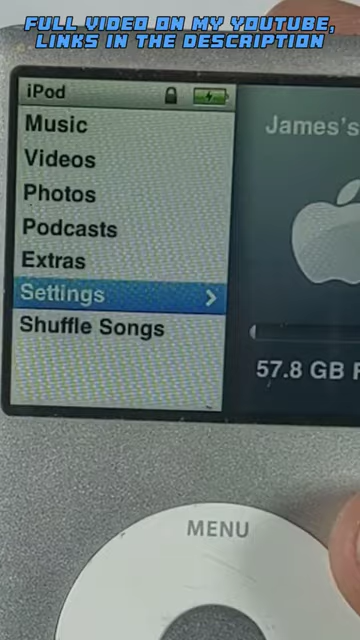 FULL VIDEO ON MY YOUTUBE,
LINKS IN THE DESCRIPTION
iPod
Music
Videos
Photos
Podcasts
Extras
Settings
Shuffle Songs
James's
57.8 GB F
MENU